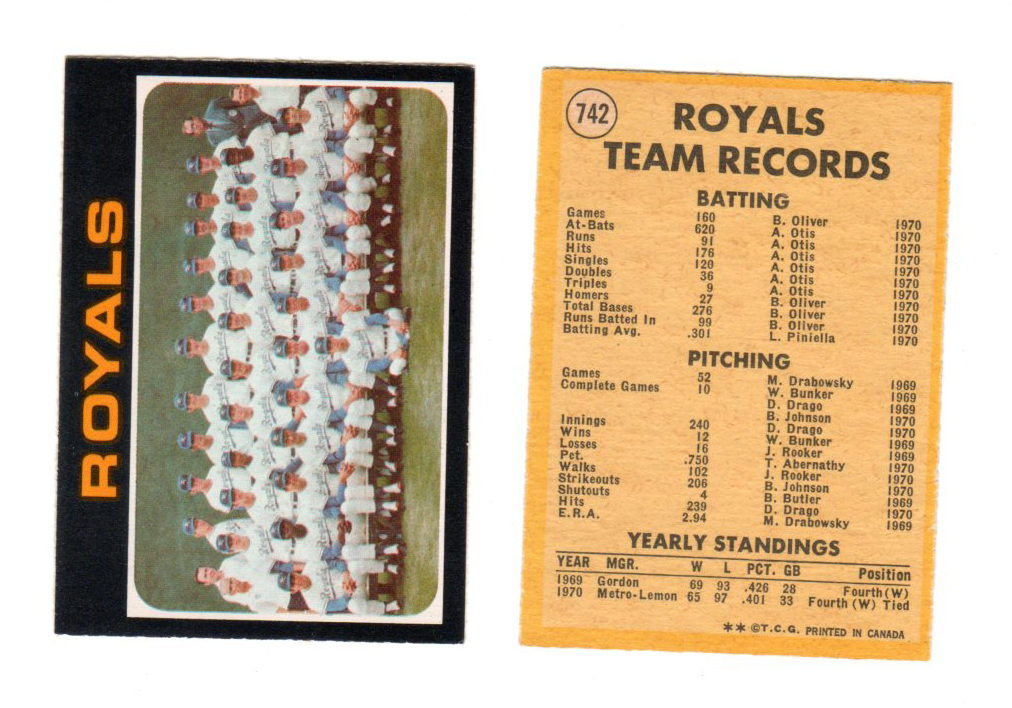 ROYALS
742
ROYALS
TEAM RECORDS
BATTING
Games 160 B. Oliver 1970
At-Bats 620 A. Otis 1970
Runs 91 A. Otis 1970
Hits 176 A. Otis 1970
Singles 120 A. Otis 1970
Doubles 36 A. Otis 1970
Triples 9 A. Otis 1970
Homers 27 B. Oliver 1970
Total Bases 276 B. Oliver 1970
Runs Batted In 99 B. Oliver 1970
Batting Avg. .301 L. Piniella 1970
PITCHING
Games 52 M. Drabowsky 1969
Complete Games 10 W. Bunker 1969
D. Drago 1969
B. Johnson 1970
Innings 240 D. Drago 1970
Wins 12 W. Bunker 1969
Losses 16 J. Rooker 1969
Pct. .750 T. Abernathy 1970
Walks 102 J. Rooker 1970
Strikeouts 206 B. Johnson 1970
Shutouts 4 B. Butler 1969
Hits 239 D. Drago 1970
E.R.A. 2.94 M. Drabowsky 1969
YEARLY STANDINGS
YEAR MGR. W L PCT. GB Position
1969 Gordon 69 93 .426 28 Fourth (W)
1970 Metro-Lemon 65 97 .401 33 Fourth (W) Tied
** ©T.C.G. PRINTED IN CANADA